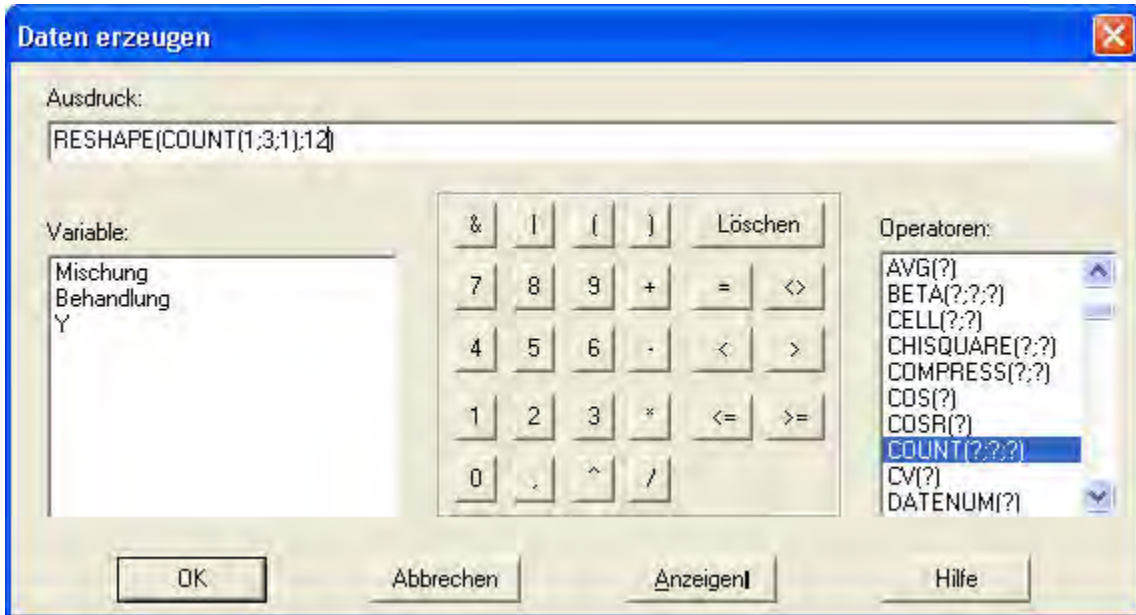 Daten erzeugen
Ausdruck:
RESHAPE(COUNT(1;3;1);12)
Variable:
Mischung
Behandlung
Y
& | ( ) Löschen
7 8 9 + = <>
4 5 6 - < >
1 2 3 * <= >=
0 , ^ /
Operatoren:
AVG(?)
BETA(?;?;?)
CELL(?;?)
CHISQUARE(?;?)
COMPRESS(?;?)
COS(?)
COSR(?)
COUNT(?;?;?)
CV(?)
DATENUM(?)
OK Abbrechen Anzeigen Hilfe